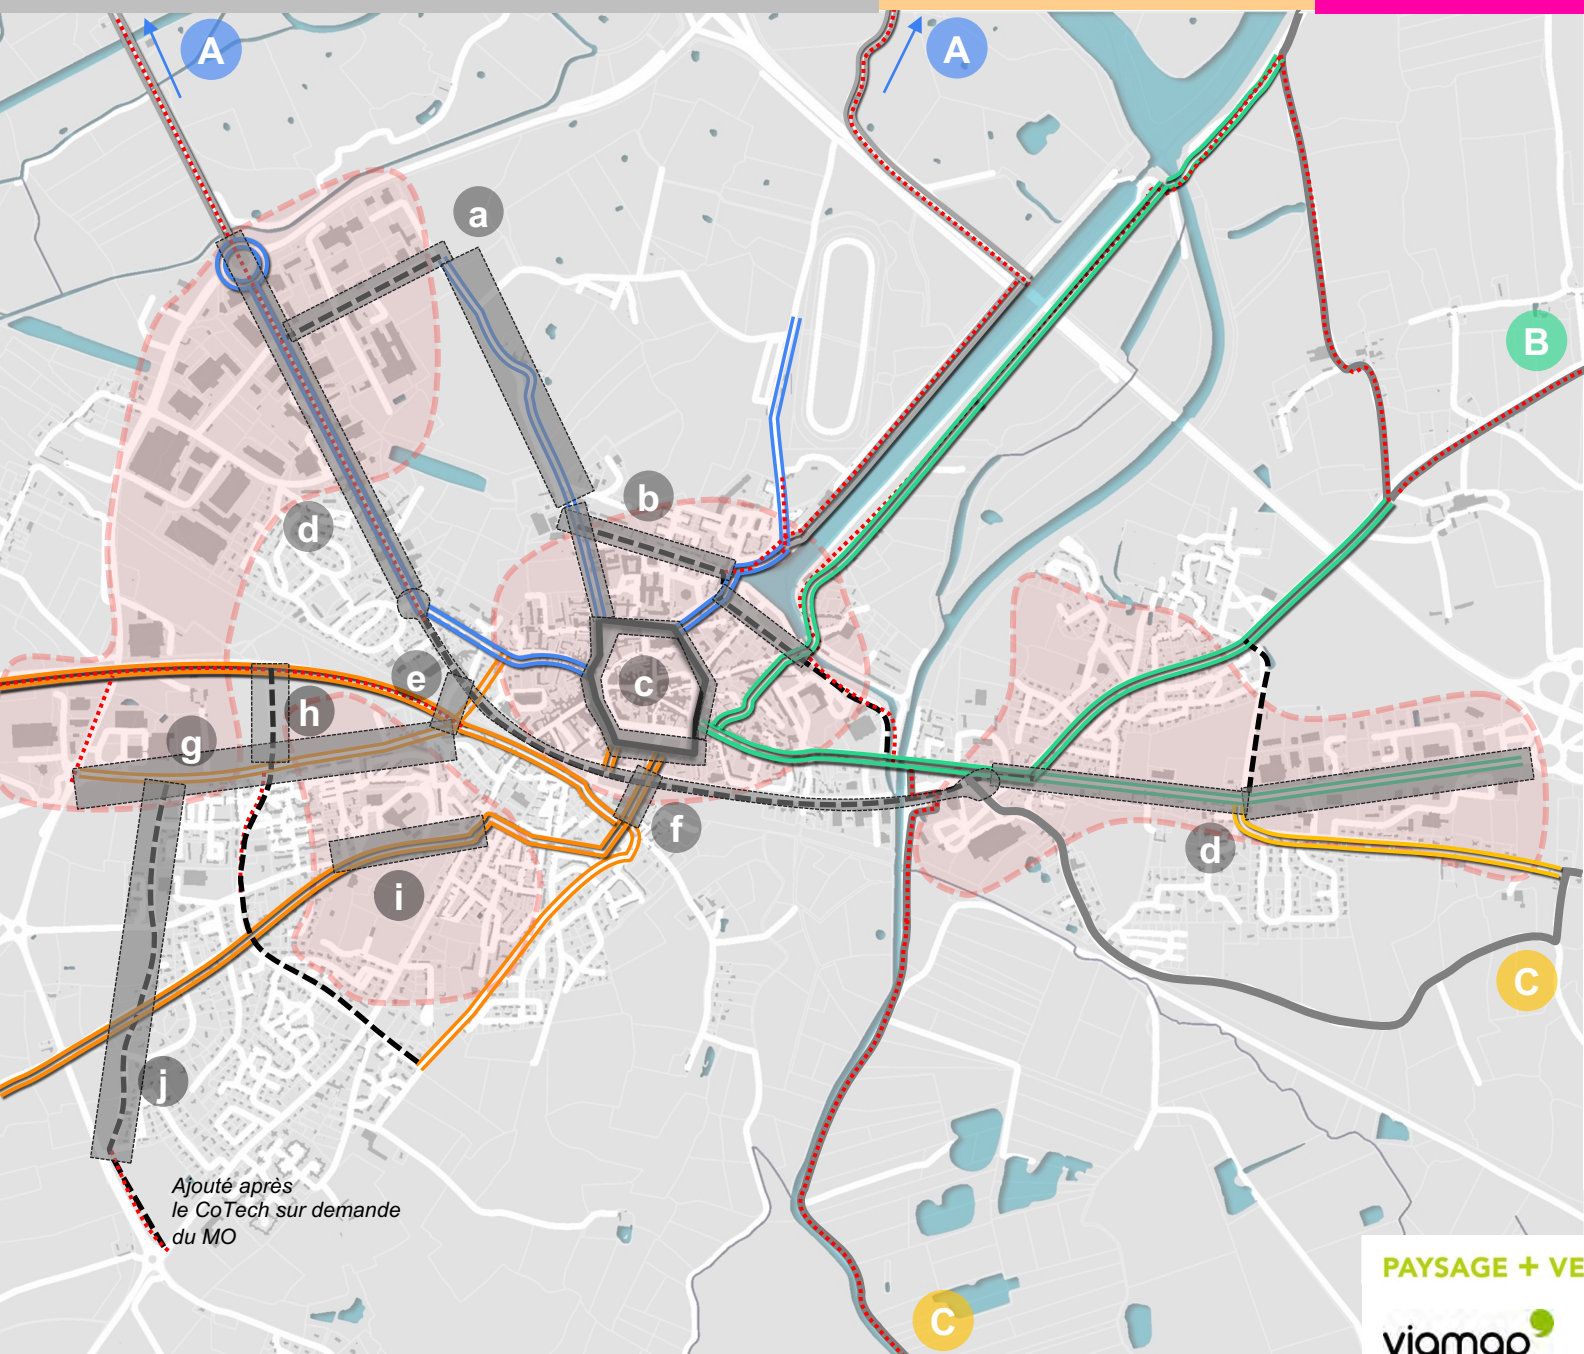 A
A
a
B
b
d
c
e
h
g
f
d
i
C
j
Ajouté après
le CoTech sur demande
du MO
PAYSAGE + VE
viamap
C